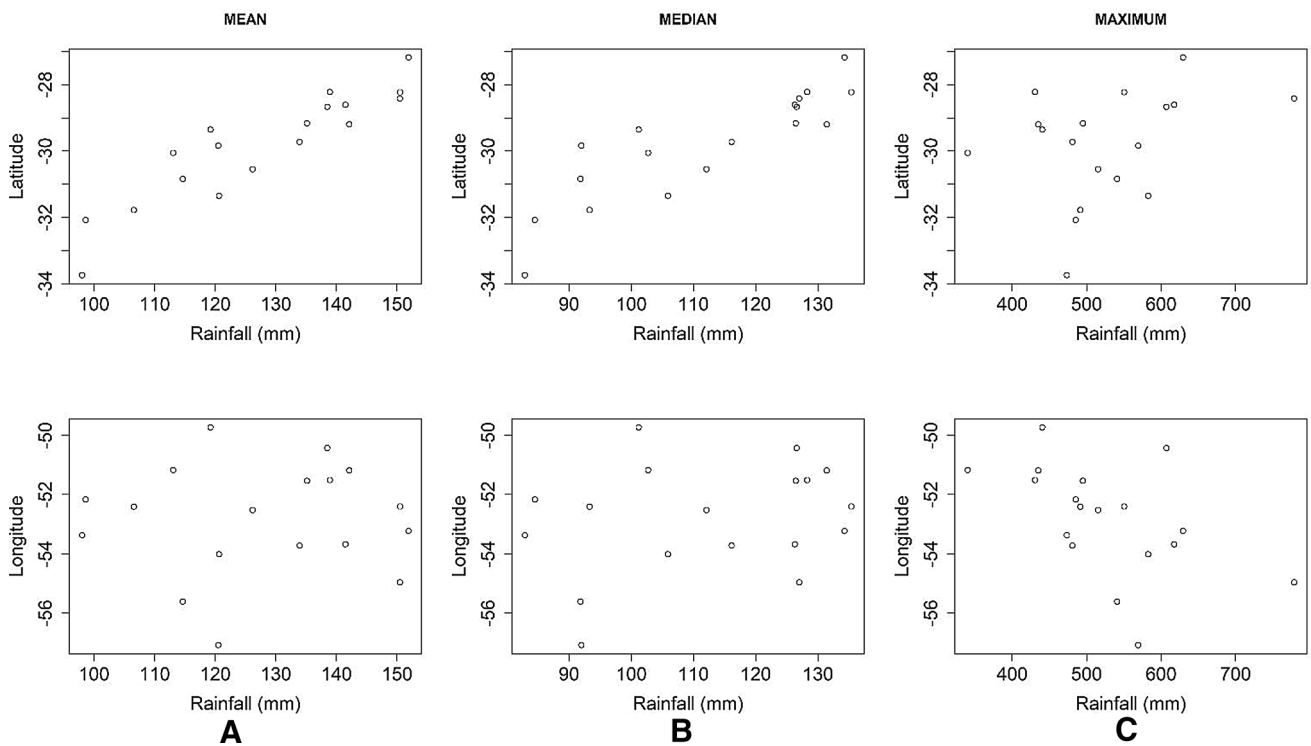 MEAN
MEDIAN
MAXIMUM
Latitude
-28
-30
-32
-34
100 110 120 130 140 150
Rainfall (mm)
Latitude
-28
-30
-32
-34
90 100 110 120 130
Rainfall (mm)
Latitude
-28
-30
-32
-34
400 500 600 700
Rainfall (mm)
Longitude
-50
-52
-54
-56
100 110 120 130 140 150
Rainfall (mm)
A
Longitude
-50
-52
-54
-56
90 100 110 120 130
Rainfall (mm)
B
Longitude
-50
-52
-54
-56
400 500 600 700
Rainfall (mm)
C